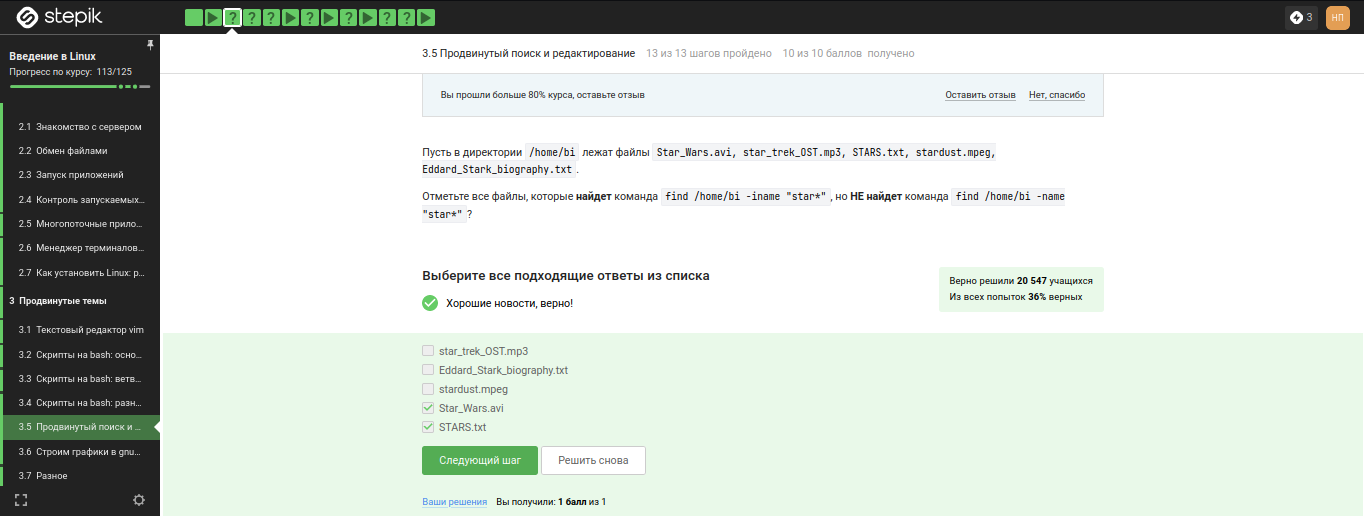 stepik
? ? ? ? ? ? ? ?
3
НП
Введение в Linux
Прогресс по курсу: 113/125
2.1 Знакомство с сервером
2.2 Обмен файлами
2.3 Запуск приложений
2.4 Контроль запускаемых...
2.5 Многопоточные прило...
2.6 Менеджер терминалов...
2.7 Как установить Linux: р...
3 Продвинутые темы
3.1 Текстовый редактор vim
3.2 Скрипты на bash: осно...
3.3 Скрипты на bash: ветв...
3.4 Скрипты на bash: разн...
3.5 Продвинутый поиск и ...
3.6 Строим графики в gnu...
3.7 Разное
3.5 Продвинутый поиск и редактирование 13 из 13 шагов пройдено 10 из 10 баллов получено
Вы прошли больше 80% курса, оставьте отзыв
Оставить отзыв Нет, спасибо
Пусть в директории /home/bi лежат файлы Star_Wars.avi, star_trek_OST.mp3, STARS.txt, stardust.mpeg,
Eddard_Stark_biography.txt.
Отметьте все файлы, которые найдет команда find /home/bi -iname "star*", но НЕ найдет команда find /home/bi -name
"star*"?
Выберите все подходящие ответы из списка
Хорошие новости, верно!
Верно решили 20 547 учащихся
Из всех попыток 36% верных
star_trek_OST.mp3
Eddard_Stark_biography.txt
stardust.mpeg
Star_Wars.avi
STARS.txt
Следующий шаг
Решить снова
Ваши решения Вы получили: 1 балл из 1